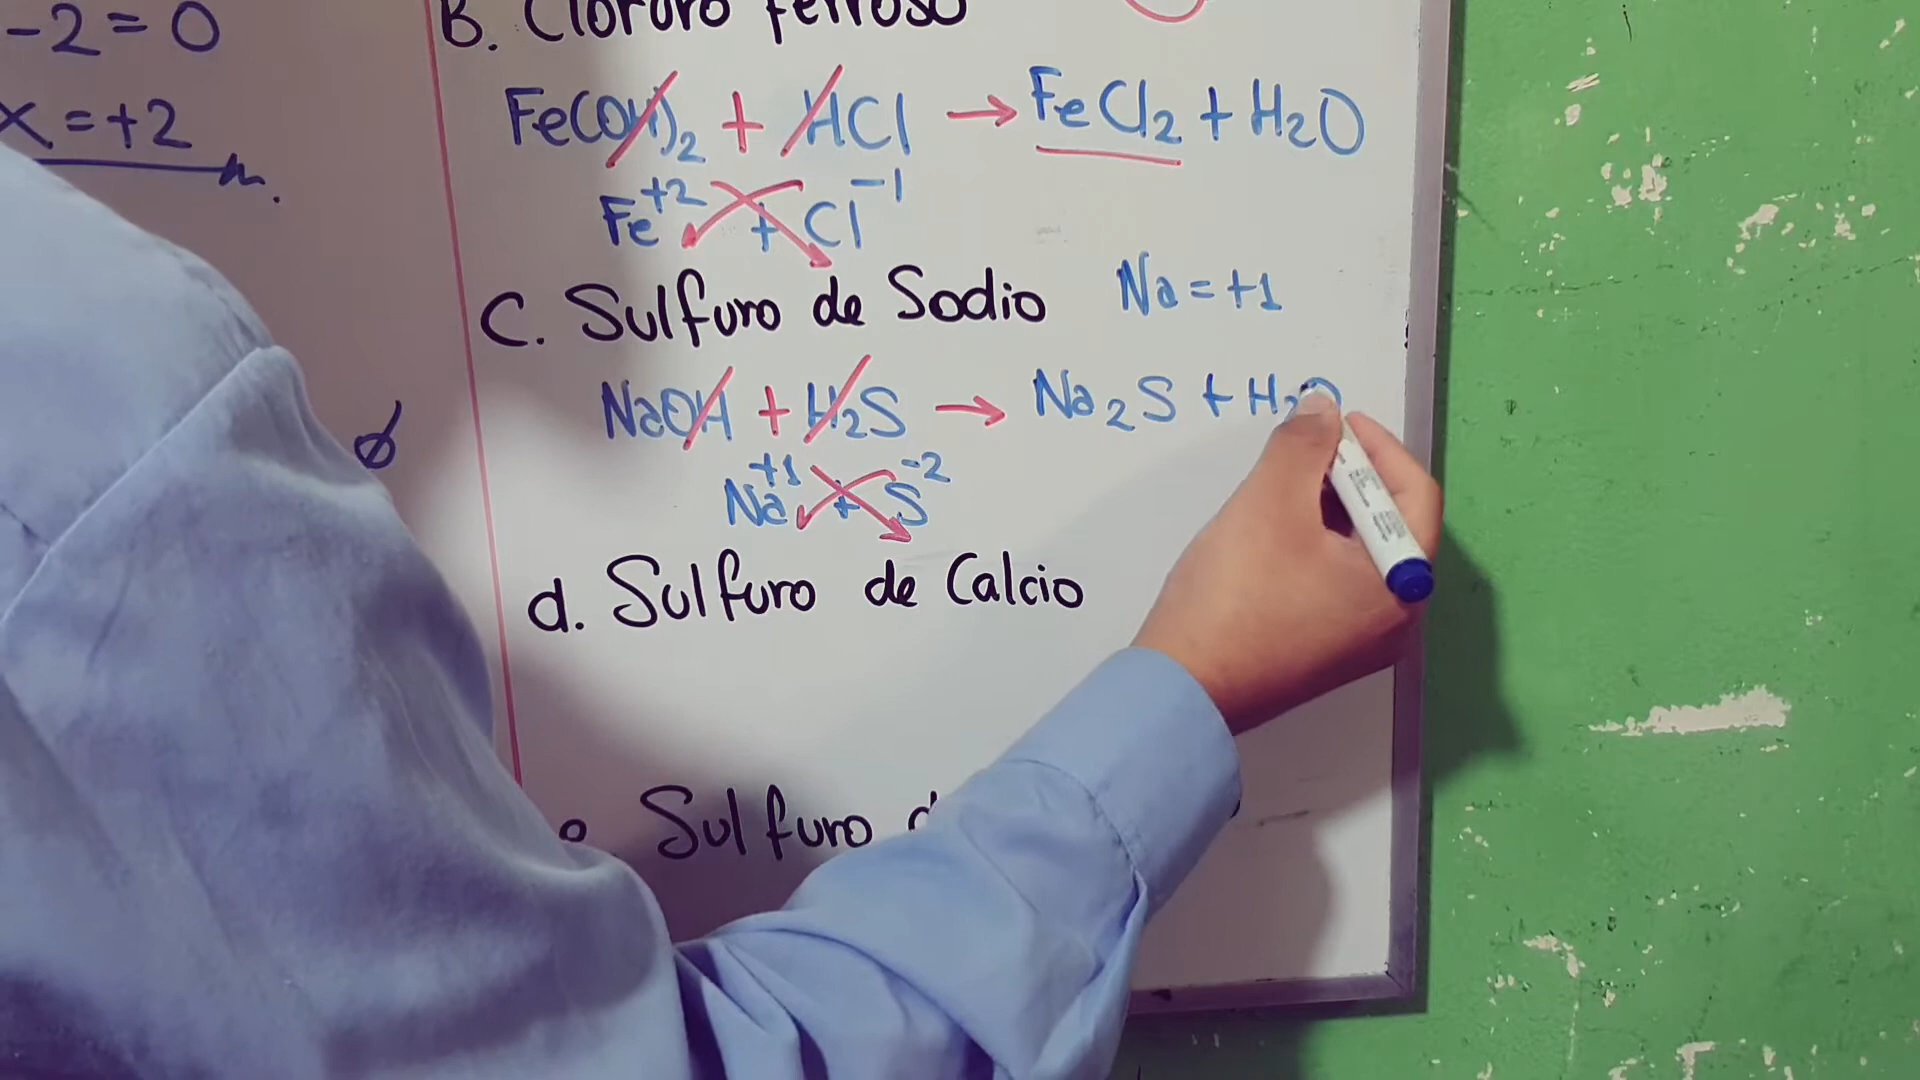 -2=0
x=+2
B. Cloruro ferroso
Fe(OH)₂ + HCl → FeCl₂ + H₂O
Fe⁺² + Cl⁻¹
C. Sulfuro de Sodio Na=+1
NaOH + H₂S → Na₂S + H₂O
Na⁺¹ + S⁻²
d. Sulfuro de Calcio
e. Sulfuro